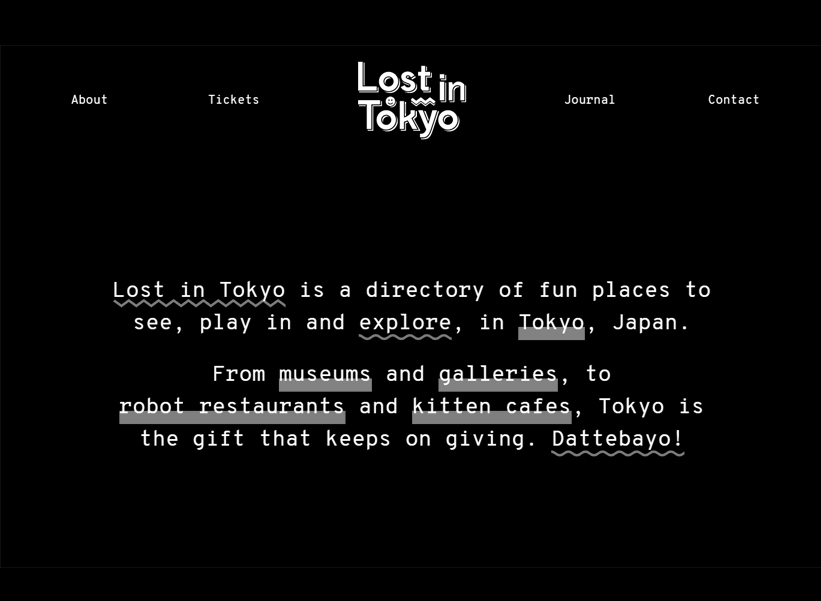 About
Tickets
Lost in
Tokyo
Journal
Contact
Lost in Tokyo is a directory of fun places to
see, play in and explore, in Tokyo, Japan.
From museums and galleries, to
robot restaurants and kitten cafes, Tokyo is
the gift that keeps on giving. Dattebayo!